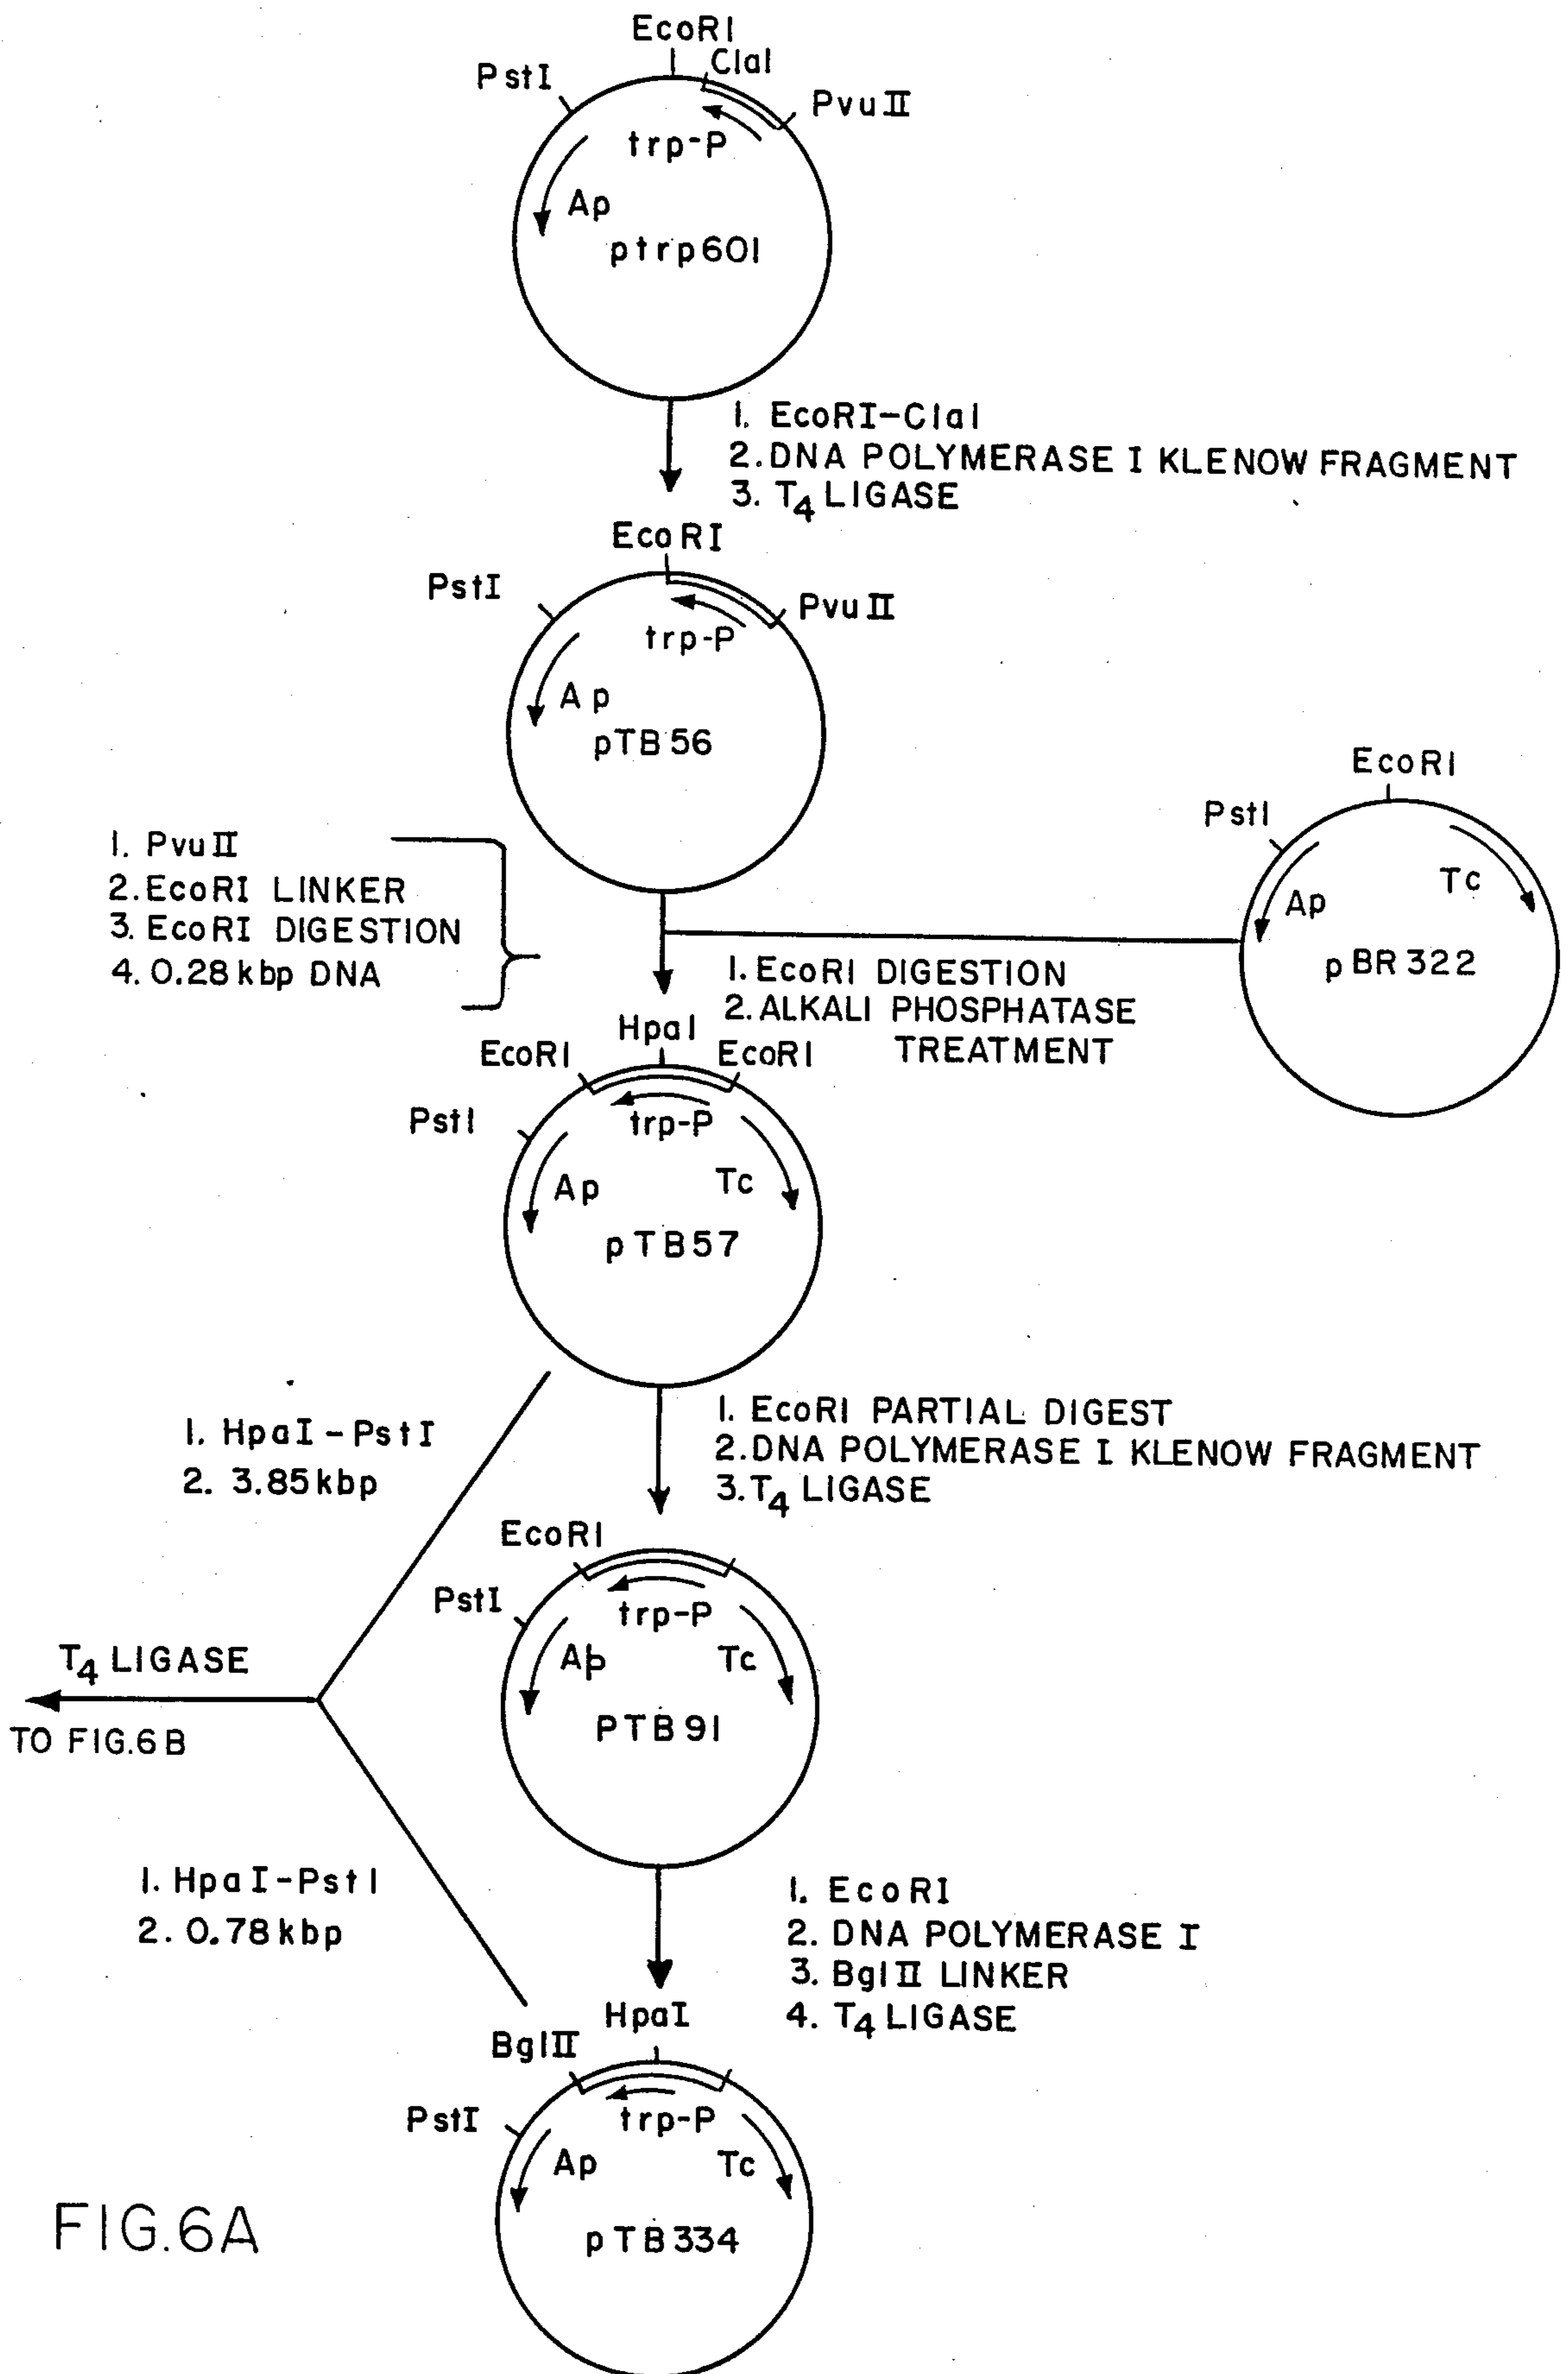 EcoRI
ClaI
PstI
PvuII
trp-P
Ap
ptrp601
1. EcoRI-ClaI
2. DNA POLYMERASE I KLENOW FRAGMENT
3. T4 LIGASE
EcoRI
PstI
PvuII
trp-P
Ap
pTB56
EcoRI
PstI
Tc
Ap
pBR322
1. PvuII
2. EcoRI LINKER
3. EcoRI DIGESTION
4. 0.28 kbp DNA
1. EcoRI DIGESTION
2. ALKALI PHOSPHATASE
TREATMENT
HpaI
EcoRI
EcoRI
PstI
trp-P
Ap
Tc
pTB57
1. HpaI-PstI
2. 3.85 kbp
1. EcoRI PARTIAL DIGEST
2. DNA POLYMERASE I KLENOW FRAGMENT
3. T4 LIGASE
EcoRI
PstI
trp-P
Ap
Tc
PTB91
T4 LIGASE
TO FIG.6B
1. HpaI-PstI
2. 0.78 kbp
1. EcoRI
2. DNA POLYMERASE I
3. BglII LINKER
4. T4 LIGASE
HpaI
BglII
PstI
trp-P
Ap
Tc
pTB334
FIG.6A